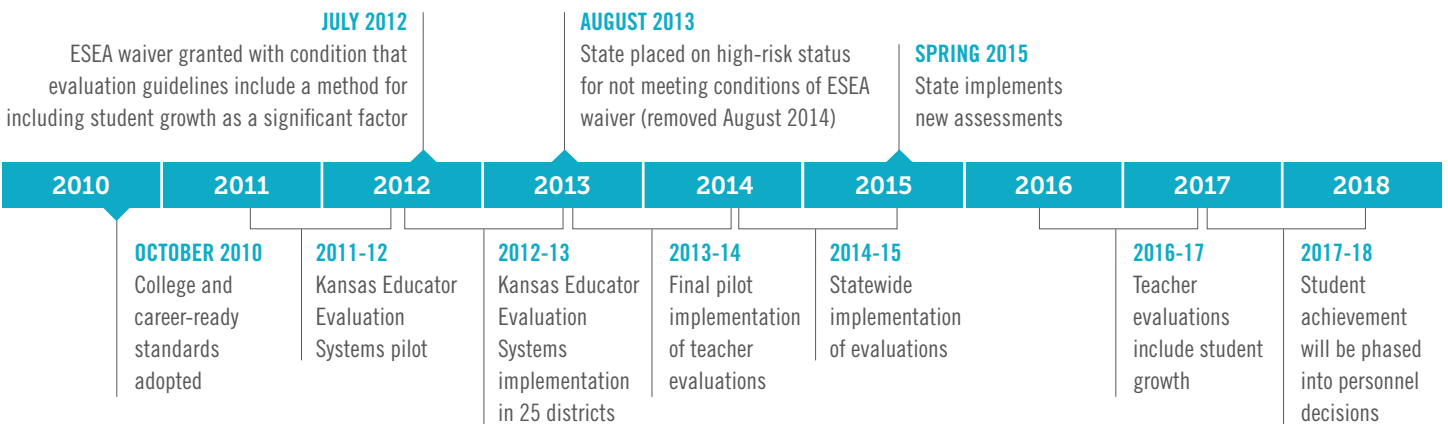 JULY 2012
ESEA waiver granted with condition that
evaluation guidelines include a method for
including student growth as a significant factor
AUGUST 2013
State placed on high-risk status
for not meeting conditions of ESEA
waiver (removed August 2014)
SPRING 2015
State implements
new assessments
2010
2011
2012
2013
2014
2015
2016
2017
2018
OCTOBER 2010
College and
career-ready
standards
adopted
2011-12
Kansas Educator
Evaluation
Systems pilot
2012-13
Kansas Educator
Evaluation
Systems
implementation
in 25 districts
2013-14
Final pilot
implementation
of teacher
evaluations
2014-15
Statewide
implementation
of evaluations
2016-17
Teacher
evaluations
include student
growth
2017-18
Student
achievement
will be phased
into personnel
decisions